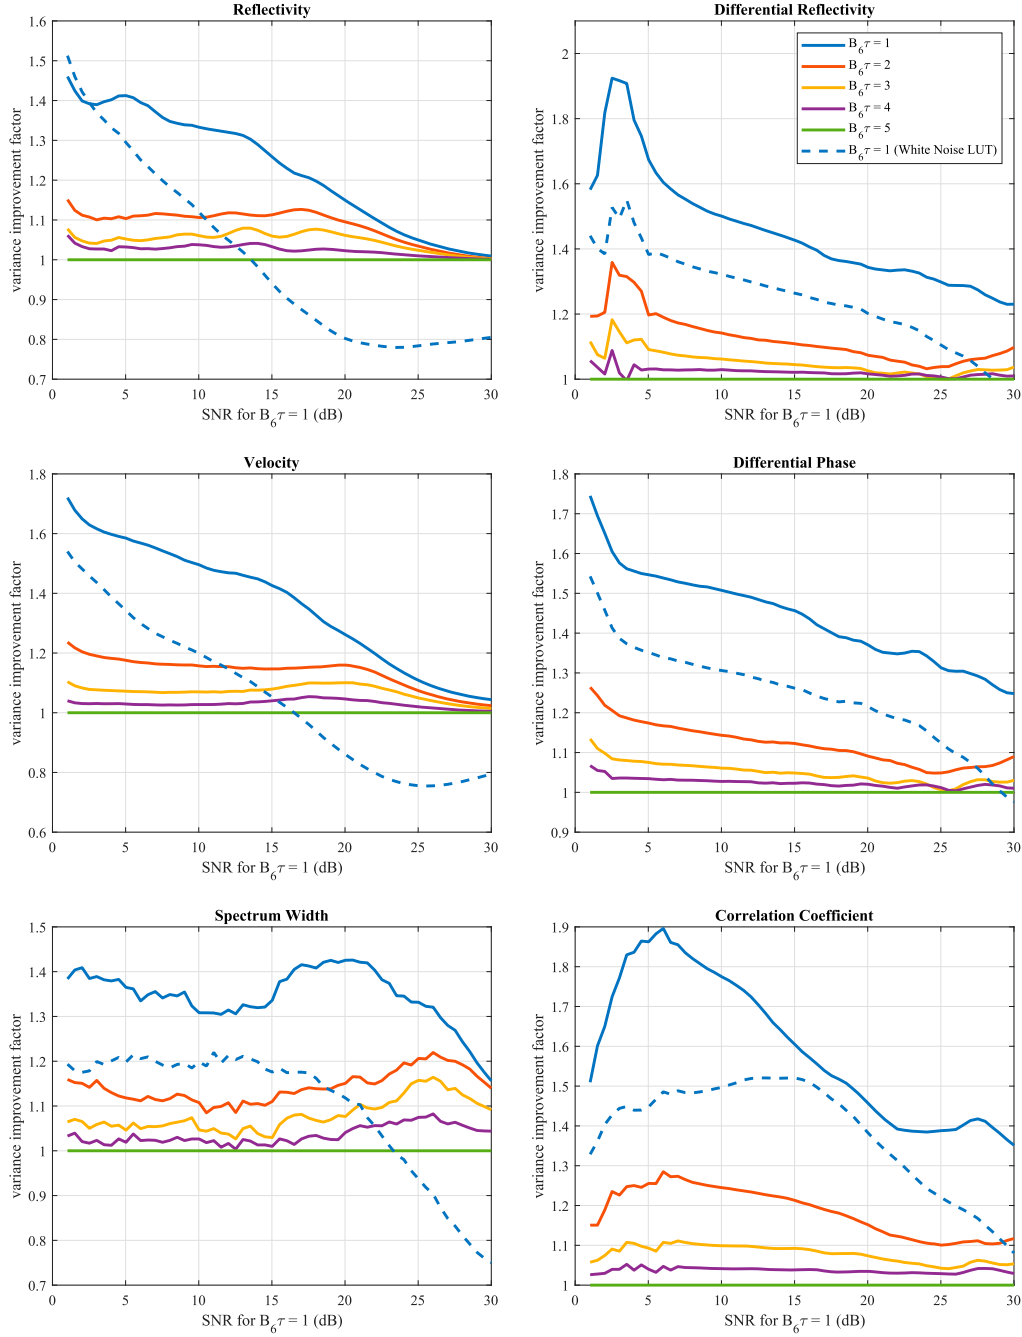 Reflectivity
variance improvement factor
1.6
1.5
1.4
1.3
1.2
1.1
1
0.9
0.8
0.7
0 5 10 15 20 25 30
SNR for B6τ = 1 (dB)
Differential Reflectivity
variance improvement factor
2
1.8
1.6
1.4
1.2
1
0 5 10 15 20 25 30
SNR for B6τ = 1 (dB)
B6τ = 1
B6τ = 2
B6τ = 3
B6τ = 4
B6τ = 5
B6τ = 1 (White Noise LUT)
Velocity
variance improvement factor
1.8
1.6
1.4
1.2
1
0.8
0.6
0 5 10 15 20 25 30
SNR for B6τ = 1 (dB)
Differential Phase
variance improvement factor
1.8
1.7
1.6
1.5
1.4
1.3
1.2
1.1
1
0.9
0 5 10 15 20 25 30
SNR for B6τ = 1 (dB)
Spectrum Width
variance improvement factor
1.5
1.4
1.3
1.2
1.1
1
0.9
0.8
0.7
0 5 10 15 20 25 30
SNR for B6τ = 1 (dB)
Correlation Coefficient
variance improvement factor
1.9
1.8
1.7
1.6
1.5
1.4
1.3
1.2
1.1
1
0 5 10 15 20 25 30
SNR for B6τ = 1 (dB)